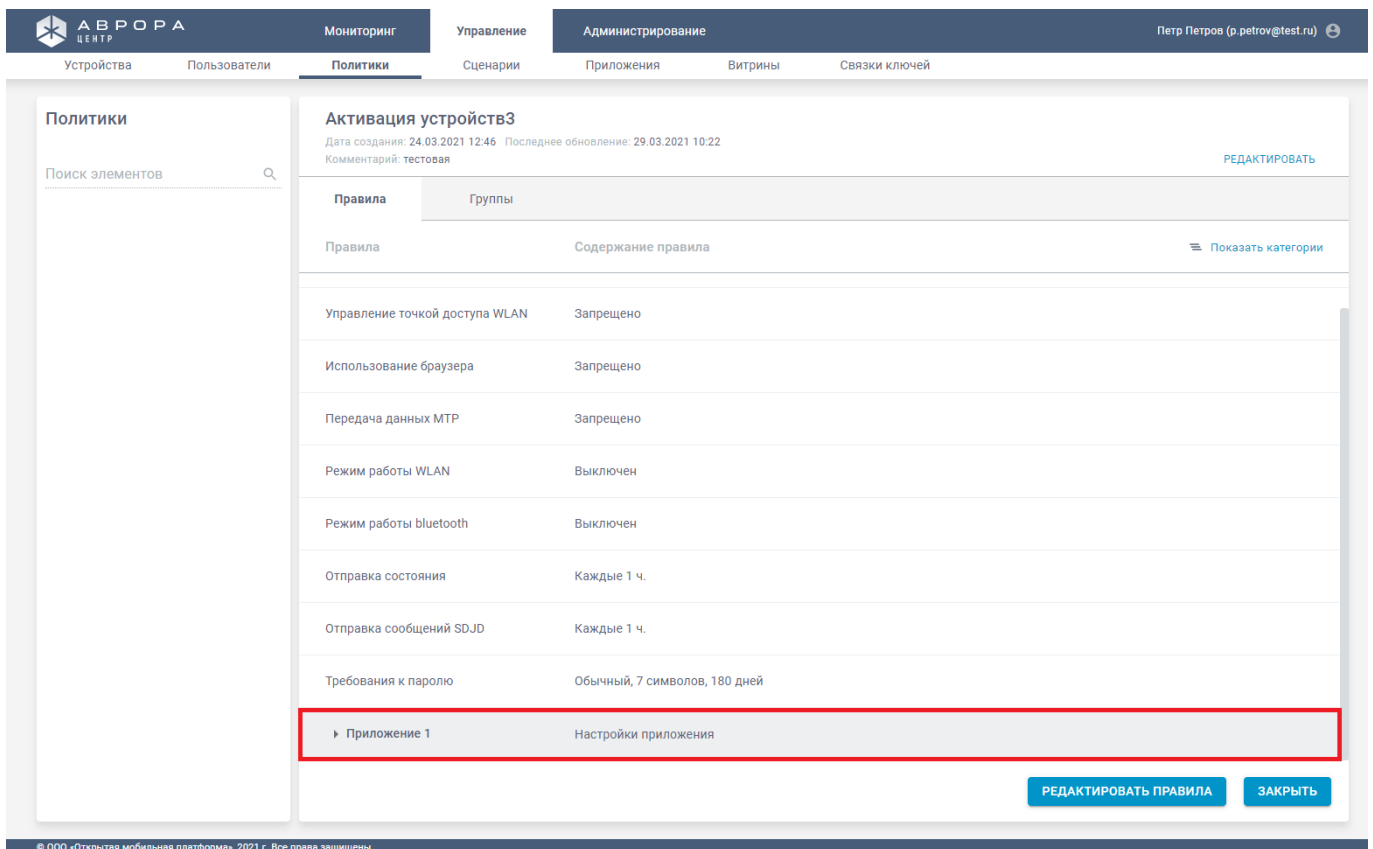 АВРОРА
ЦЕНТР
Мониторинг Управление Администрирование Петр Петров (p.petrov@test.ru)
Устройства Пользователи Политики Сценарии Приложения Витрины Связки ключей
Политики
Поиск элементов
Активация устройств3
Дата создания: 24.03.2021 12:46 Последнее обновление: 29.03.2021 10:22
Комментарий: тестовая РЕДАКТИРОВАТЬ
Правила Группы
Правила Содержание правила Показать категории
Управление точкой доступа WLAN Запрещено
Использование браузера Запрещено
Передача данных MTP Запрещено
Режим работы WLAN Выключен
Режим работы bluetooth Выключен
Отправка состояния Каждые 1 ч.
Отправка сообщений SDJD Каждые 1 ч.
Требования к паролю Обычный, 7 символов, 180 дней
Приложение 1 Настройки приложения
РЕДАКТИРОВАТЬ ПРАВИЛА ЗАКРЫТЬ
© ООО «Открытая мобильная платформа», 2021 г. Все права защищены